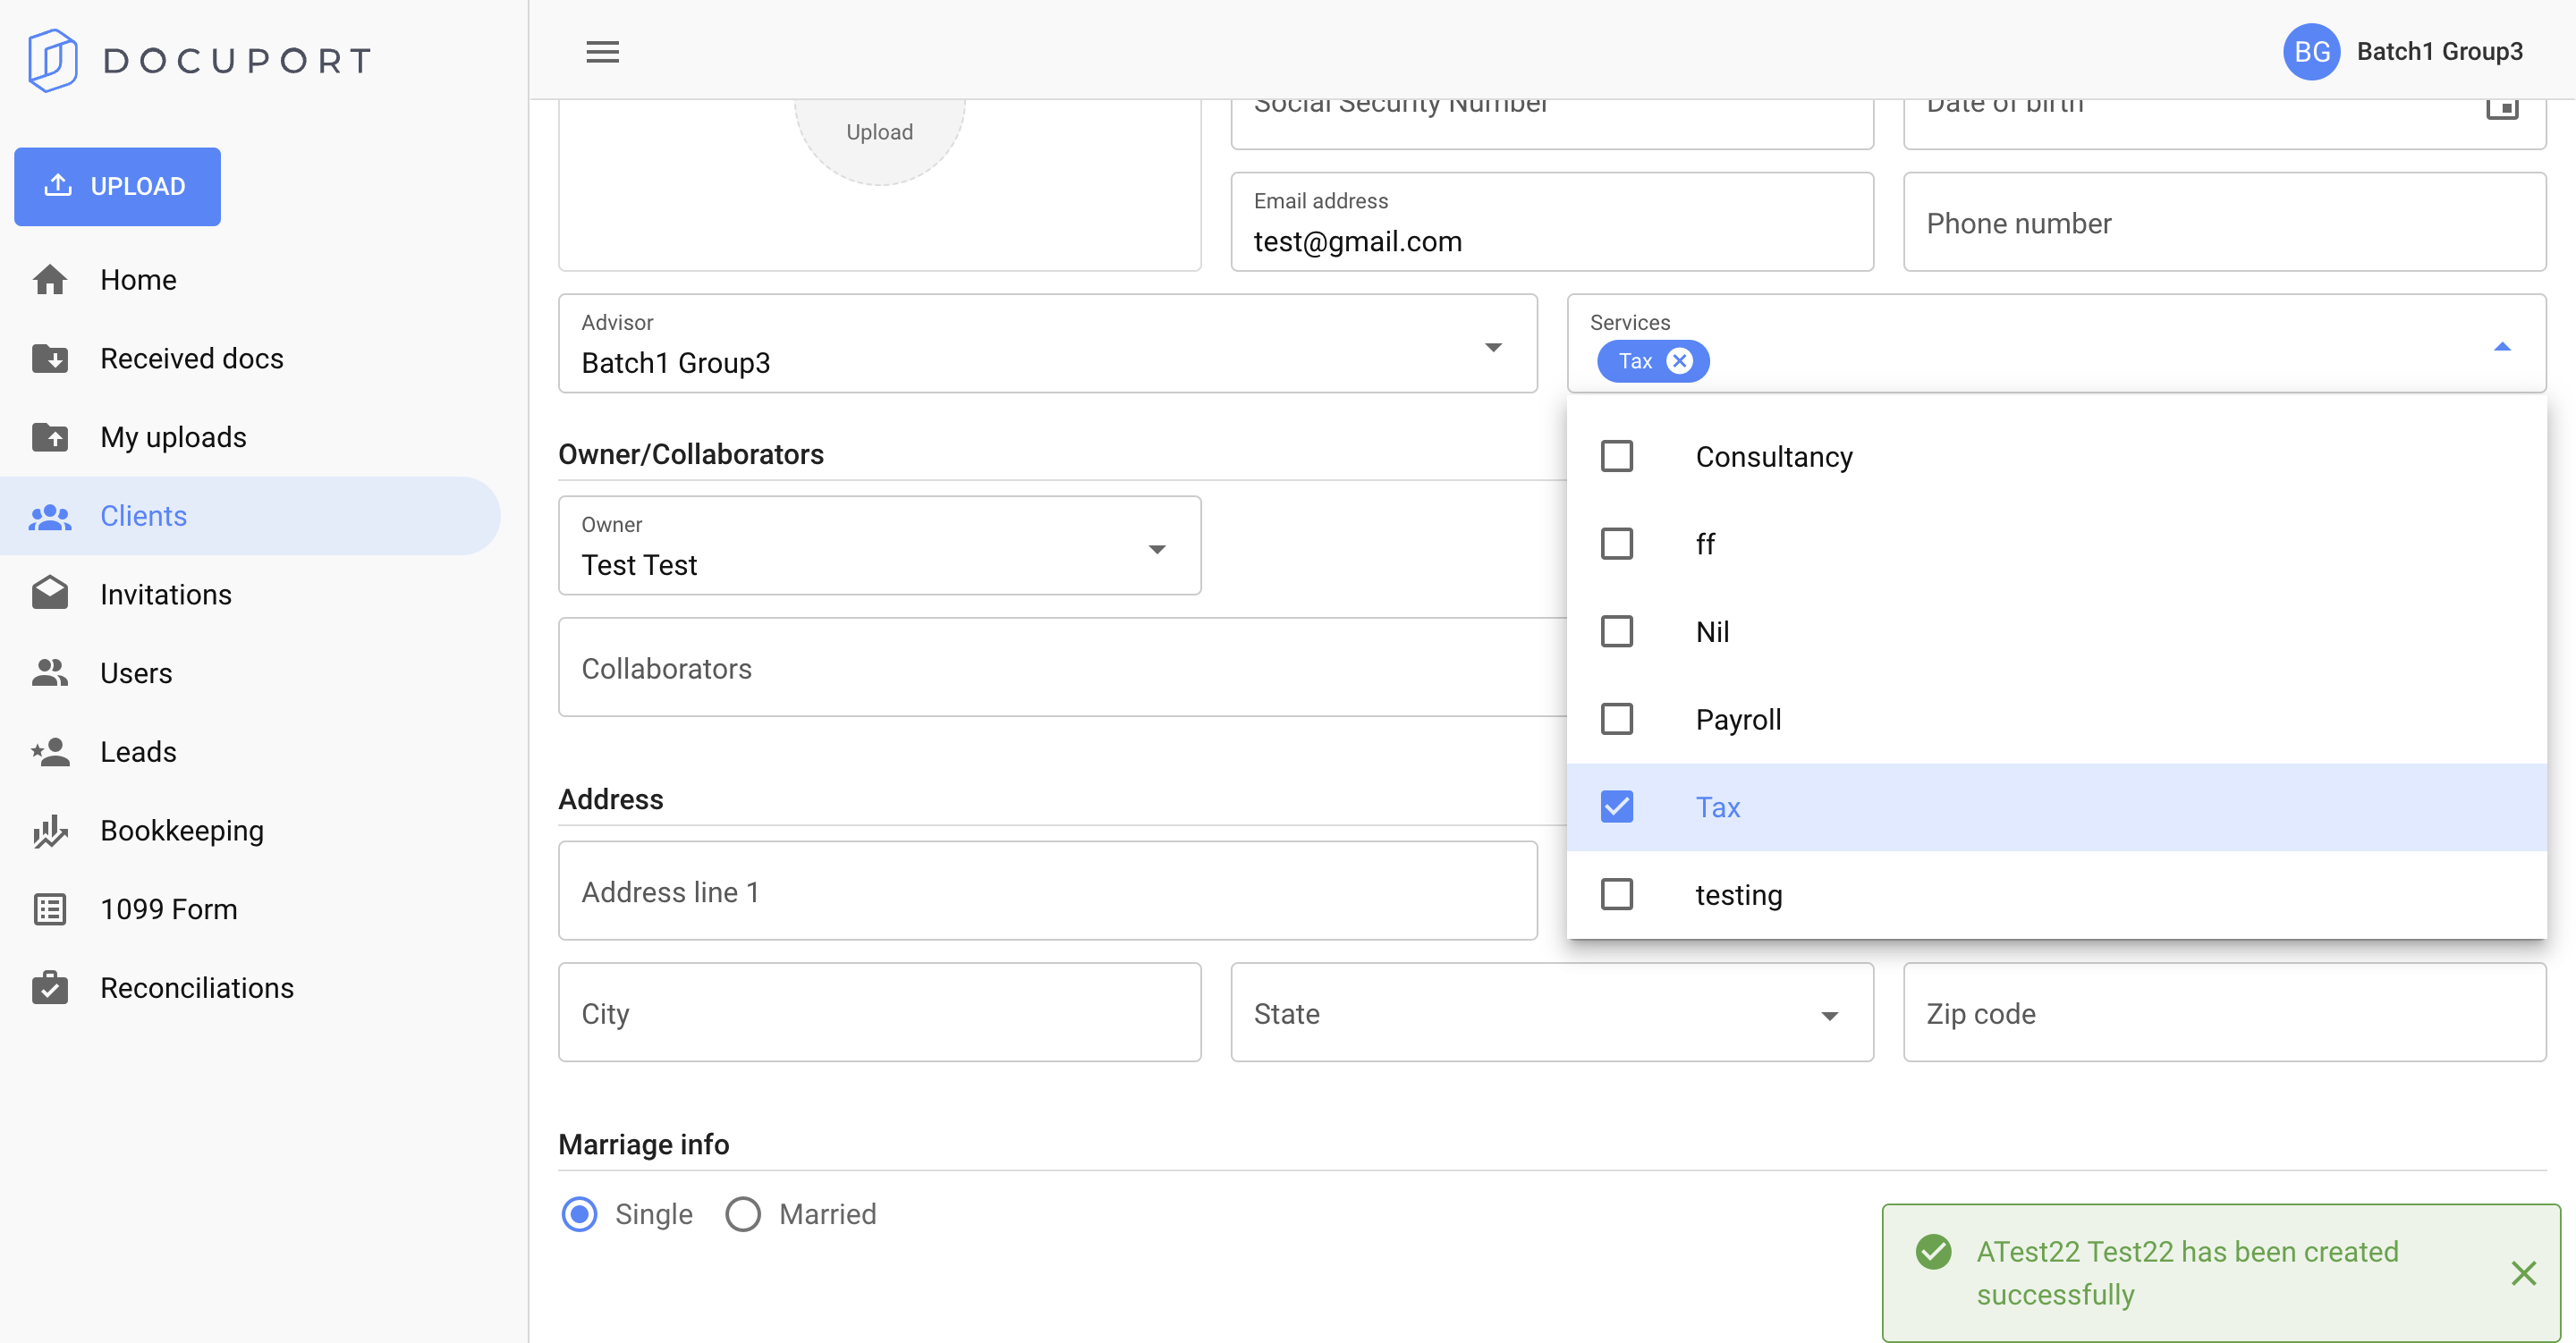 DOCUPORT
BG
Batch1 Group3
UPLOAD
Home
Received docs
My uploads
Clients
Invitations
Users
Leads
Bookkeeping
1099 Form
Reconciliations
Upload
Social Security Number
Date of birth
Email address
test@gmail.com
Phone number
Advisor
Batch1 Group3
Services
Tax
Consultancy
ff
Nil
Payroll
Tax
testing
Owner/Collaborators
Owner
Test Test
Collaborators
Address
Address line 1
City
State
Zip code
Marriage info
Single
Married
ATest22 Test22 has been created
successfully